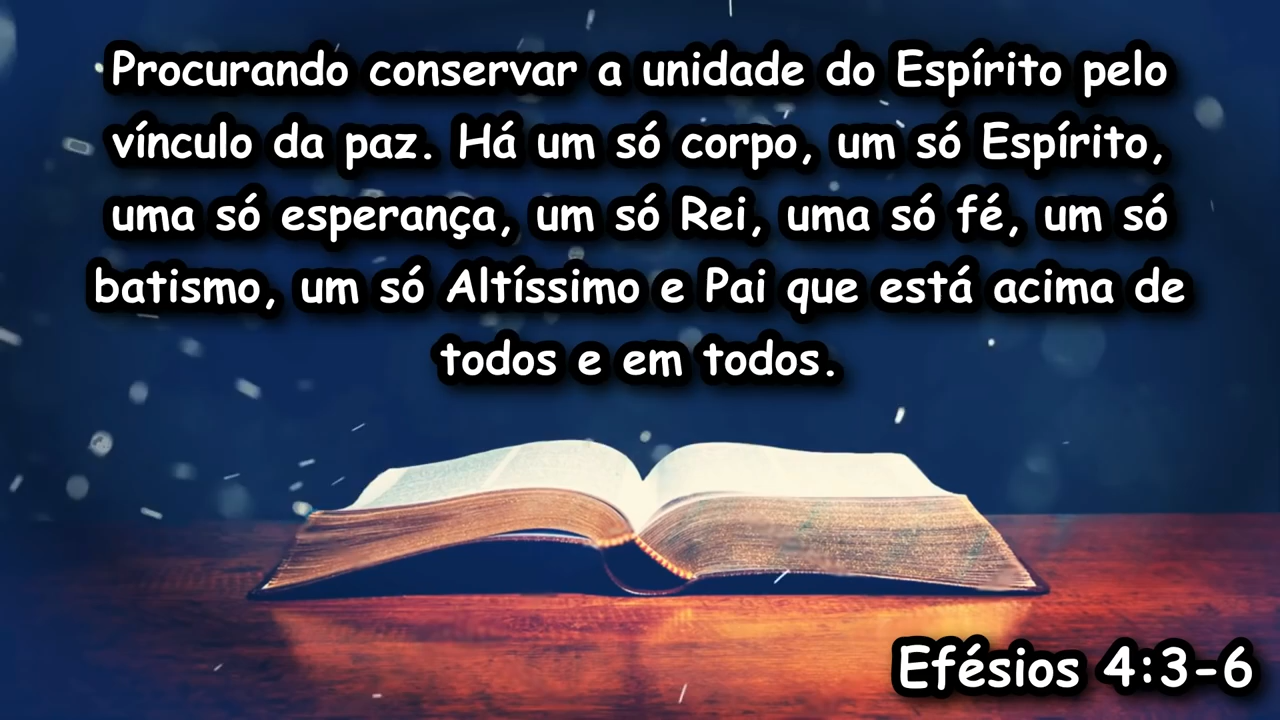 Procurando conservar a unidade do Espírito pelo
vínculo da paz. Há um só corpo, um só Espírito,
uma só esperança, um só Rei, uma só fé, um só
batismo, um só Altíssimo e Pai que está acima de
todos e em todos.
Efésios 4:3-6